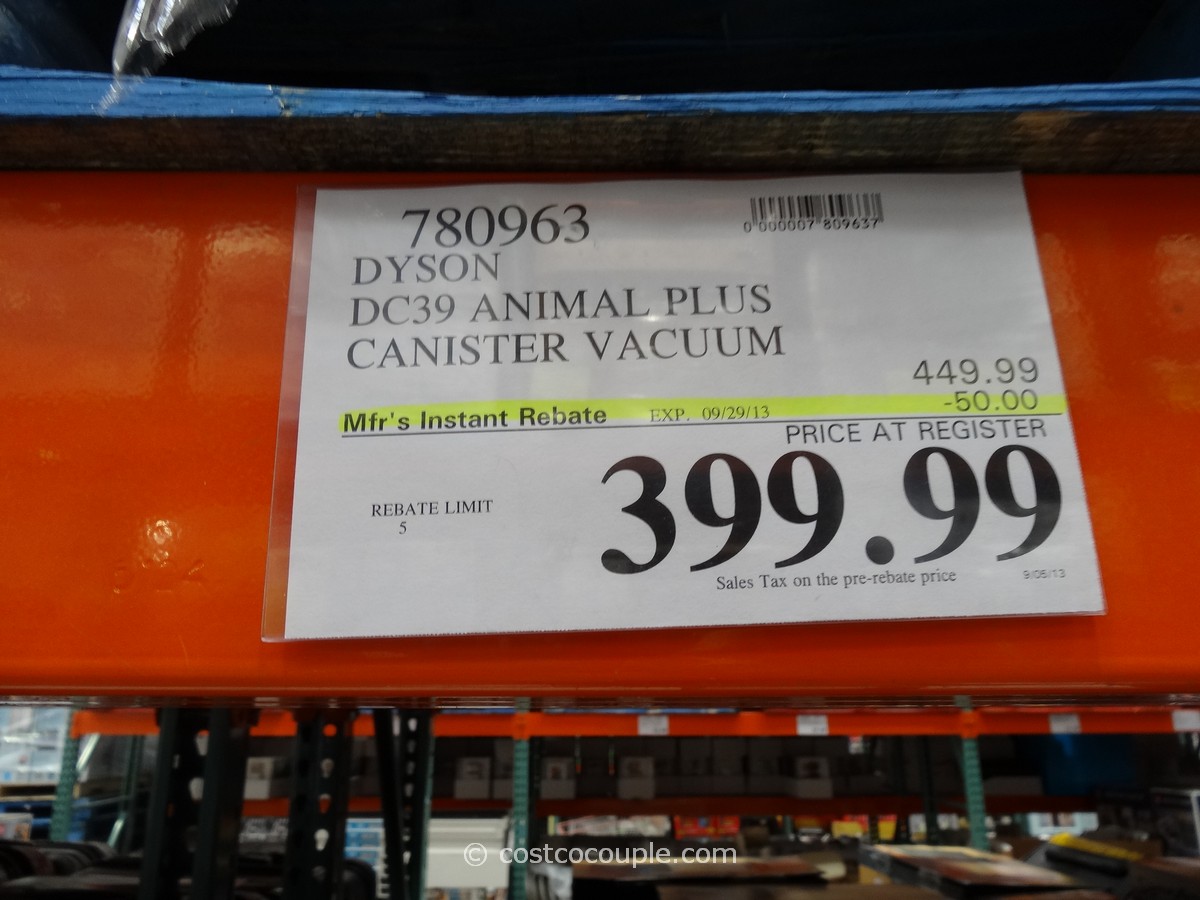 780963
0 000007 809637
DYSON
DC39 ANIMAL PLUS
CANISTER VACUUM
449.99
Mfr's Instant Rebate EXP. 09/29/13 -50.00
PRICE AT REGISTER
399.99
REBATE LIMIT
5
Sales Tax on the pre-rebate price 9/05/13
© costcocouple.com